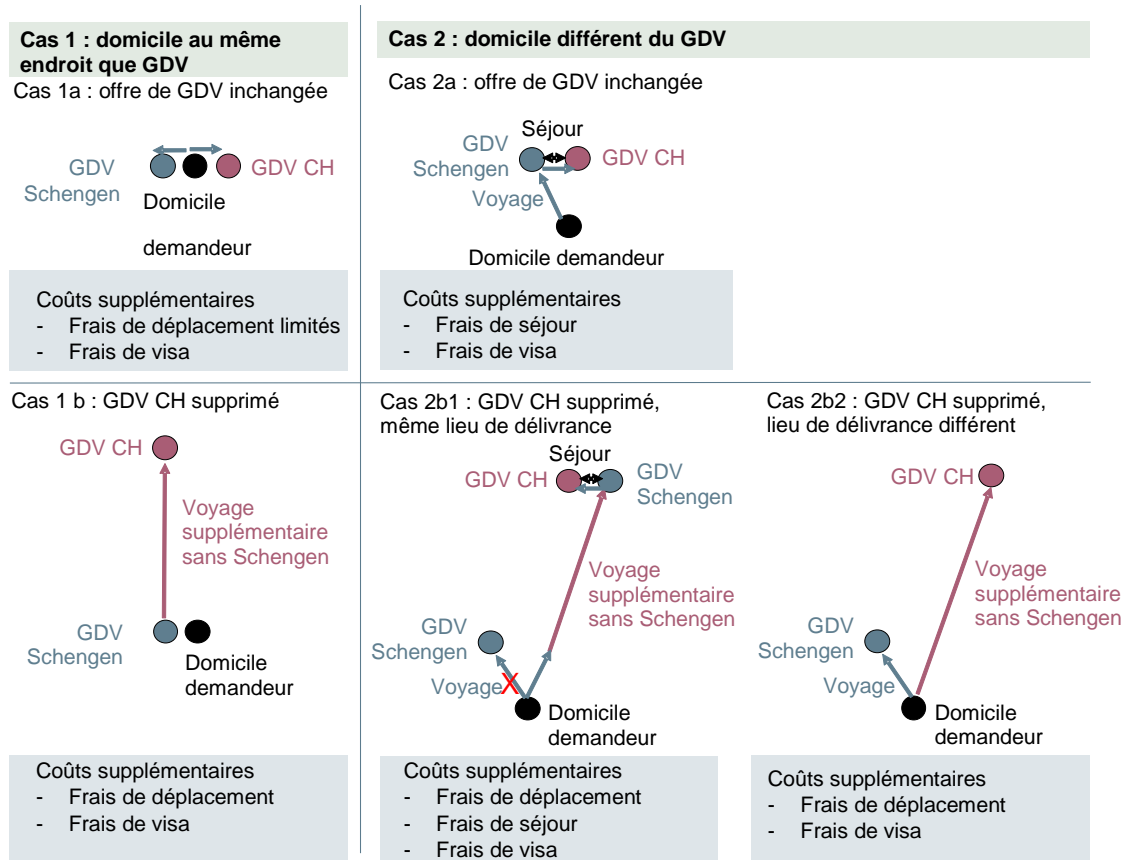 Cas 1 : domicile au même
endroit que GDV
Cas 1a : offre de GDV inchangée
GDV
Schengen
GDV CH
Domicile
demandeur
Coûts supplémentaires
- Frais de déplacement limités
- Frais de visa
Cas 2 : domicile différent du GDV
Cas 2a : offre de GDV inchangée
Séjour
GDV
Schengen
GDV CH
Voyage
Domicile demandeur
Coûts supplémentaires
- Frais de séjour
- Frais de visa
Cas 1 b : GDV CH supprimé
GDV CH
Voyage
supplémentaire
sans Schengen
GDV
Schengen
Domicile
demandeur
Coûts supplémentaires
- Frais de déplacement
- Frais de visa
Cas 2b1 : GDV CH supprimé,
même lieu de délivrance
Séjour
GDV CH
GDV
Schengen
Voyage
supplémentaire
sans Schengen
GDV
Schengen
Voyage
X
Domicile
demandeur
Coûts supplémentaires
- Frais de déplacement
- Frais de séjour
- Frais de visa
Cas 2b2 : GDV CH supprimé,
lieu de délivrance différent
GDV CH
Voyage
supplémentaire
sans Schengen
GDV
Schengen
Voyage
Domicile
demandeur
Coûts supplémentaires
- Frais de déplacement
- Frais de visa